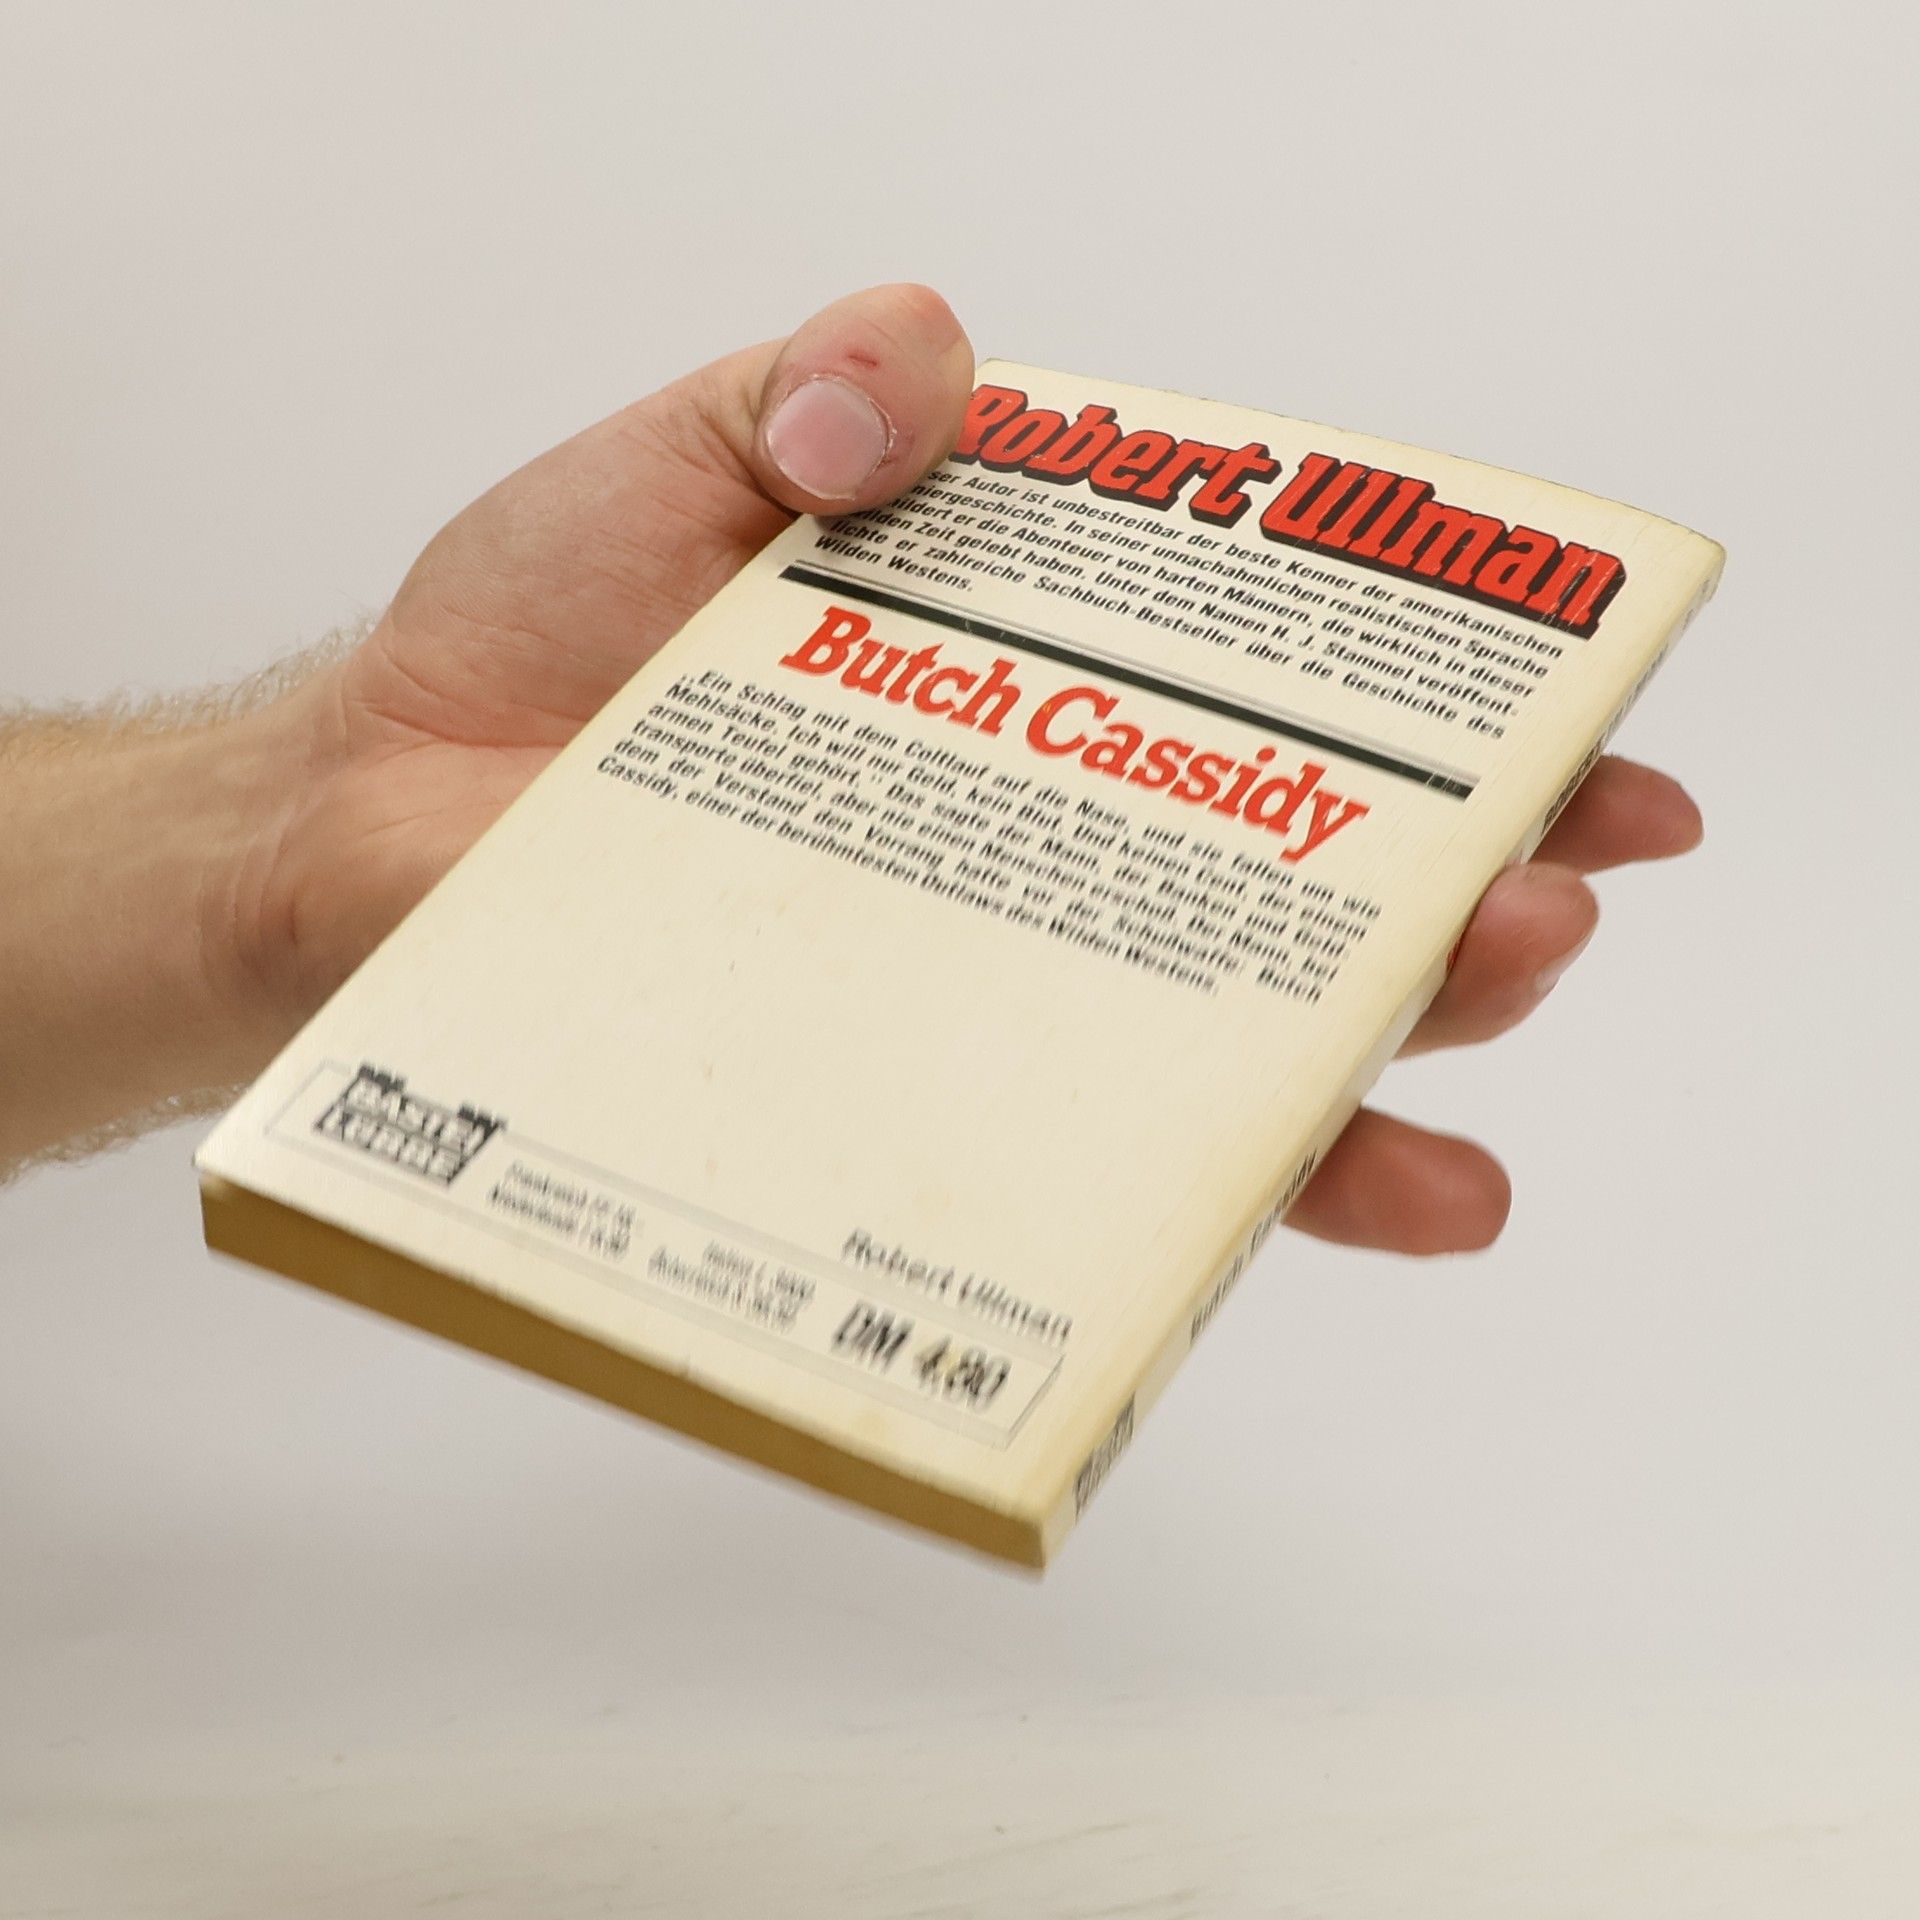 Robert Ullman
ser Autor ist unbestreitbar der beste Kenner der amerikanischen
niergeschichte. In seiner unnachahmlichen realistischen Sprache
hildert er die Abenteuer von harten Männern, die wirklich in dieser
wilden Zeit gelebt haben. Unter dem Namen H. J. Stammel veröffent-
lichte er zahlreiche Sachbuch-Bestseller über die Geschichte des
Wilden Westens.
Butch Cassidy
,,Ein Schlag mit dem Coltlauf auf die Nase, und sie fallen um wie
Mehlsäcke. Ich will nur Geld, kein Blut. Und keinen Cent, der einem
armen Teufel gehört.'' Das sagte der Mann, der Banken und Geld-
transporte überfiel, aber nie einen Menschen erschoß. Der Mann, bei
dem der Verstand den Vorrang hatte vor der Schußwaffe: Butch
Cassidy, einer der berühmtesten Outlaws des Wilden Westens.
BASTEI
LÜBBE
Robert Ullman
DM 4,80
Butch Cassidy